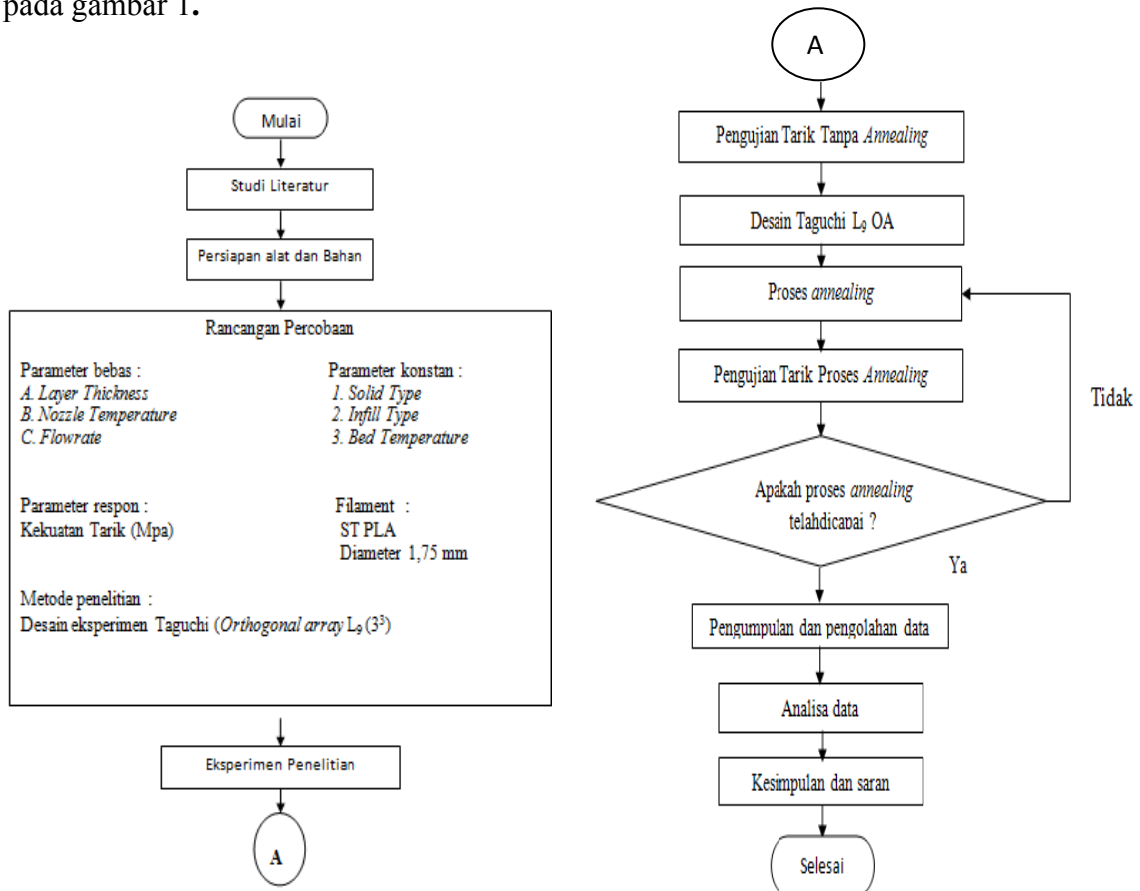 pada gambar 1.
Mulai
Studi Literatur
Persiapan alat dan Bahan
Rancangan Percobaan
Parameter bebas :
A. Layer Thickness
B. Nozzle Temperature
C. Flowrate
Parameter konstan :
1. Solid Type
2. Infill Type
3. Bed Temperature
Parameter respon :
Kekuatan Tarik (Mpa)
Filament :
ST PLA
Diameter 1,75 mm
Metode penelitian :
Desain eksperimen Taguchi (Orthogonal array L₉ (3³)
Eksperimen Penelitian
A
A
Pengujian Tarik Tanpa Annealing
Desain Taguchi L₉ OA
Proses annealing
Pengujian Tarik Proses Annealing
Apakah proses annealing
telahdicapai ?
Tidak
Ya
Pengumpulan dan pengolahan data
Analisa data
Kesimpulan dan saran
Selesai